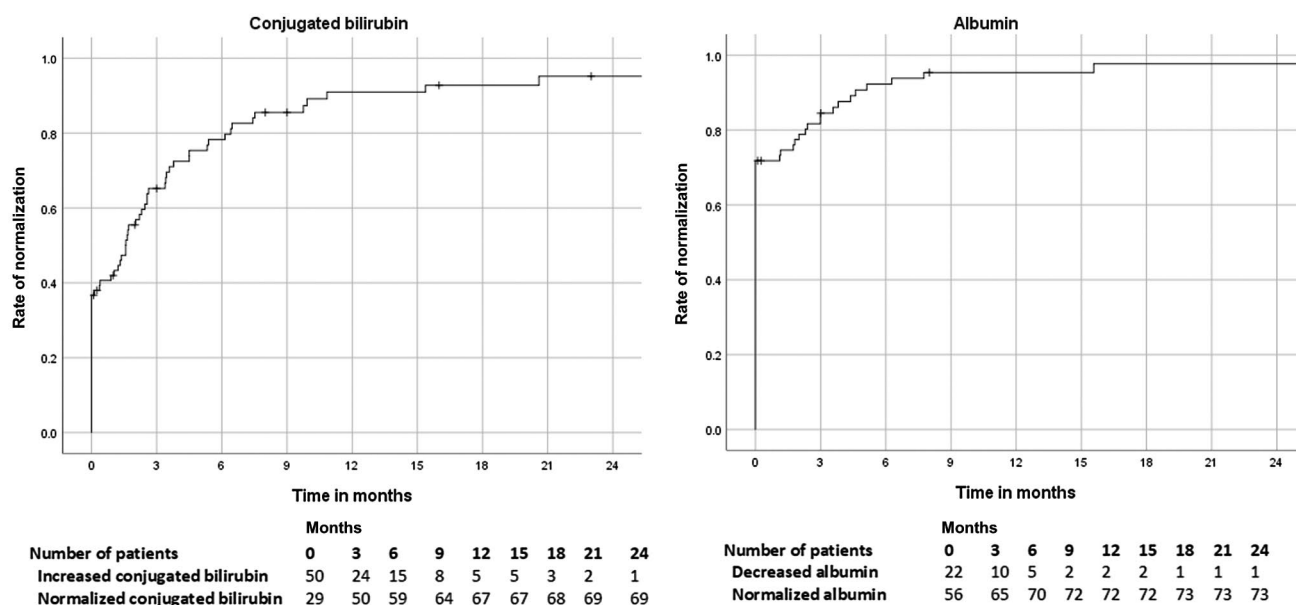 Conjugated bilirubin
1.0
0.8
0.6
0.4
0.2
0.0
Rate of normalization
0 3 6 9 12 15 18 21 24
Time in months
Months
Number of patients 0 3 6 9 12 15 18 21 24
Increased conjugated bilirubin 50 24 15 8 5 5 3 2 1
Normalized conjugated bilirubin 29 50 59 64 67 67 68 69 69
Albumin
1.0
0.8
0.6
0.4
0.2
0.0
Rate of normalization
0 3 6 9 12 15 18 21 24
Time in months
Months
Number of patients 0 3 6 9 12 15 18 21 24
Decreased albumin 22 10 5 2 2 2 1 1 1
Normalized albumin 56 65 70 72 72 72 73 73 73